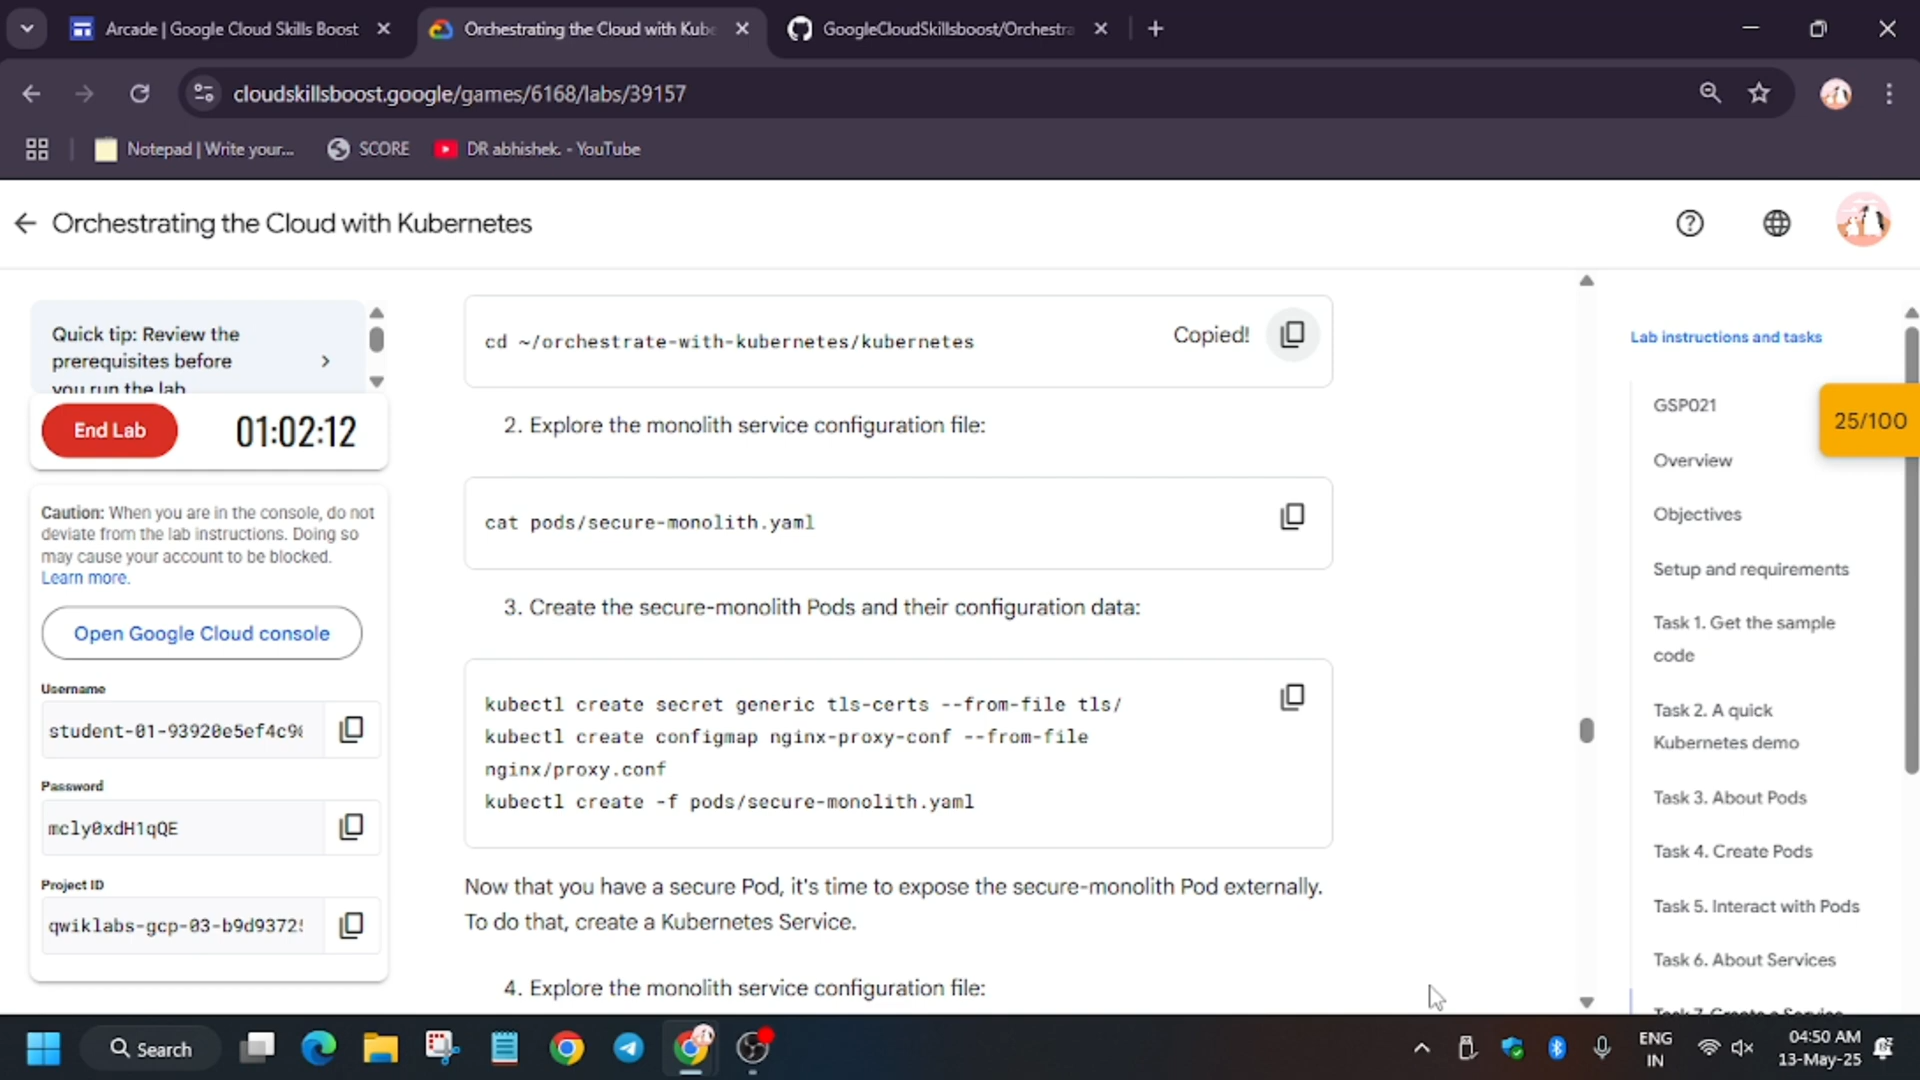 Arcade | Google Cloud Skills Boost
Orchestrating the Cloud with Kube
GoogleCloudSkillsboost/Orchestra
cloudskillsboost.google/games/6168/labs/39157
Notepad | Write your...
SCORE
DR abhishek. - YouTube
Orchestrating the Cloud with Kubernetes
Quick tip: Review the
prerequisites before
you run the lab
End Lab
01:02:12
Caution: When you are in the console, do not
deviate from the lab instructions. Doing so
may cause your account to be blocked.
Learn more.
Open Google Cloud console
Username
student-01-93920e5ef4c98
Password
mcly0xdH1qQE
Project ID
qwiklabs-gcp-03-b9d93725
cd ~/orchestrate-with-kubernetes/kubernetes
Copied!
2. Explore the monolith service configuration file:
cat pods/secure-monolith.yaml
3. Create the secure-monolith Pods and their configuration data:
kubectl create secret generic tls-certs --from-file tls/
kubectl create configmap nginx-proxy-conf --from-file
nginx/proxy.conf
kubectl create -f pods/secure-monolith.yaml
Now that you have a secure Pod, it's time to expose the secure-monolith Pod externally.
To do that, create a Kubernetes Service.
4. Explore the monolith service configuration file:
Lab instructions and tasks
GSP021
25/100
Overview
Objectives
Setup and requirements
Task 1. Get the sample
code
Task 2. A quick
Kubernetes demo
Task 3. About Pods
Task 4. Create Pods
Task 5. Interact with Pods
Task 6. About Services
Task 7. Create a Service
Search
ENG
IN
04:50 AM
13-May-25